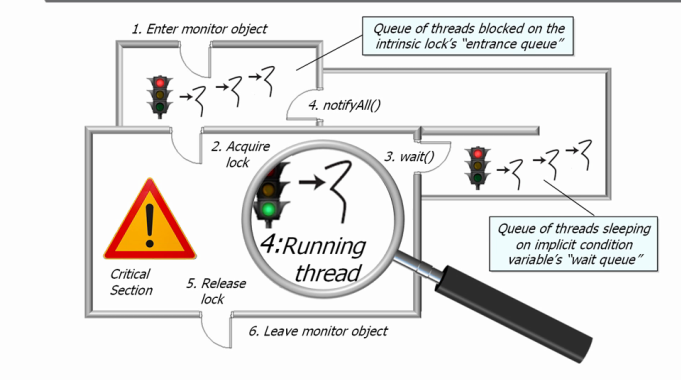 1. Enter monitor object
Queue of threads blocked on the
intrinsic lock's "entrance queue"
4. notifyAll()
2. Acquire
lock
3. wait()
4:Running
thread
Queue of threads sleeping
on implicit condition
variable's "wait queue"
Critical
Section
5. Release
lock
6. Leave monitor object